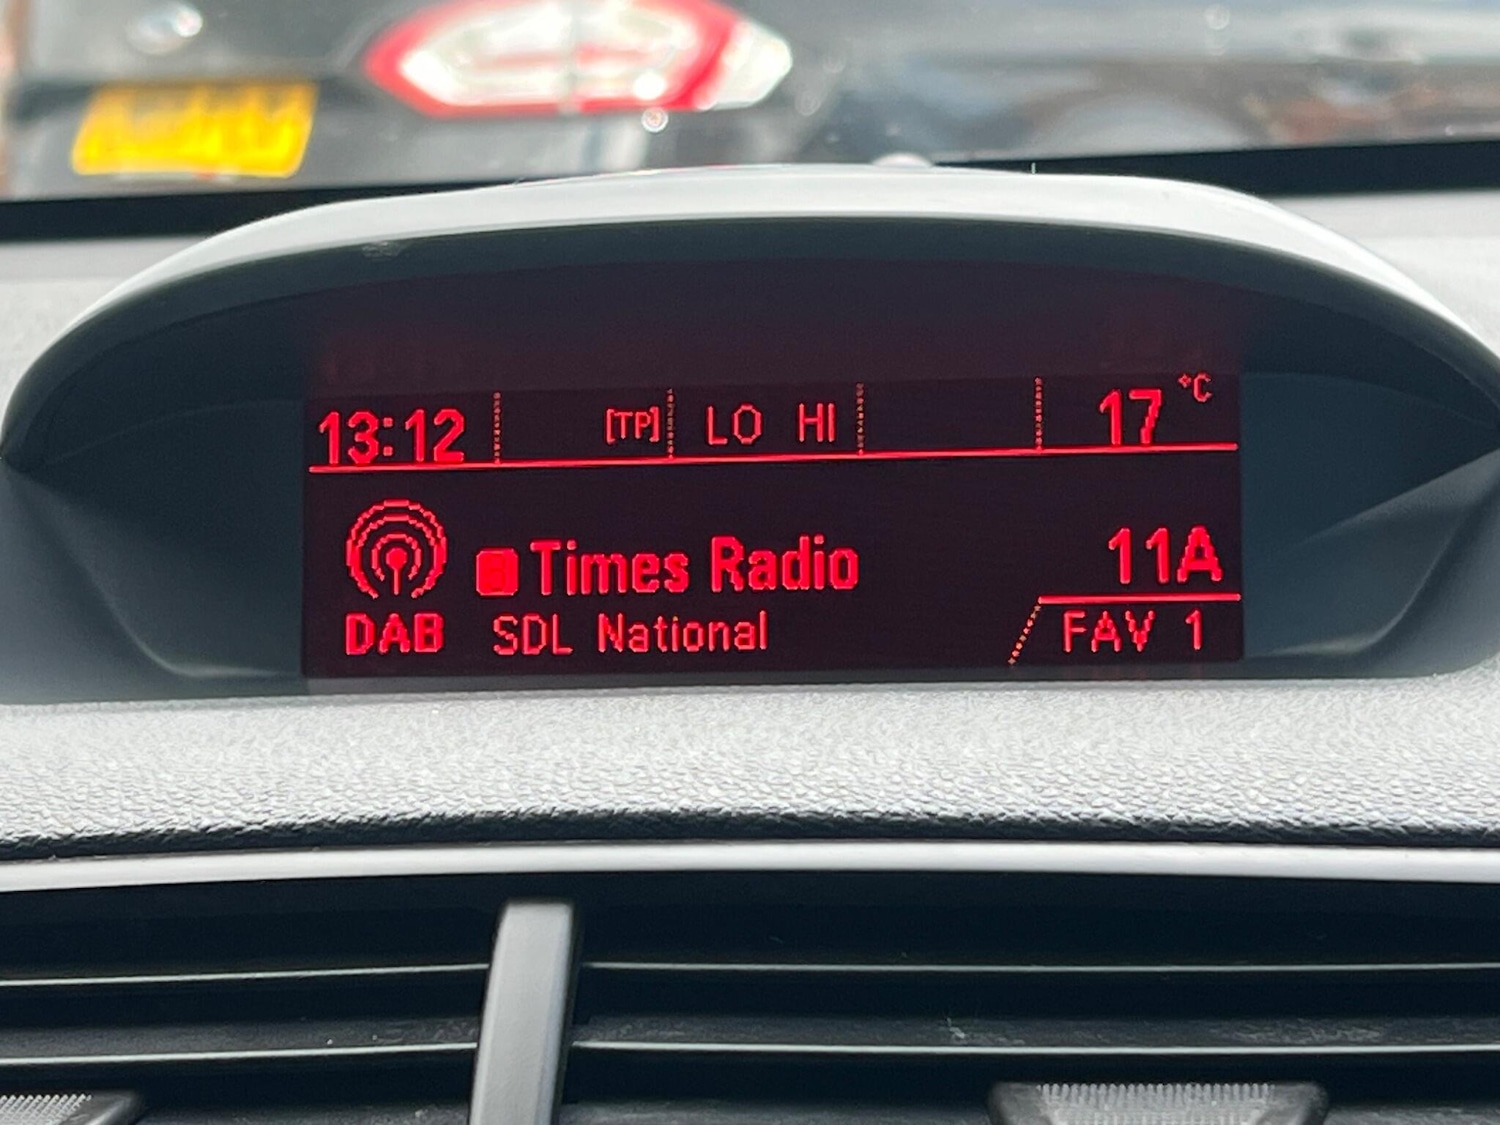 13:12 [TP] LO HI 17 °C
Times Radio 11A
DAB SDL National FAV 1